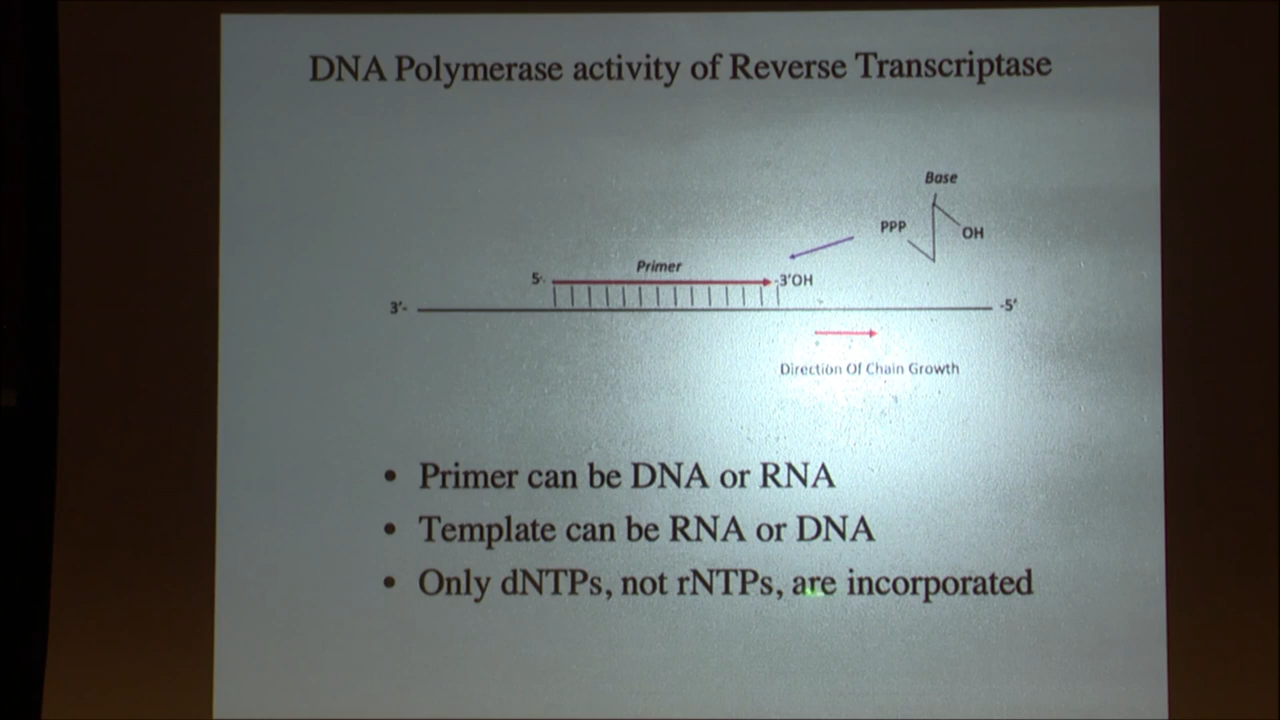 DNA Polymerase activity of Reverse Transcriptase
Base
PPP
OH
Primer
5'-
-3'OH
3'-
-5'
Direction Of Chain Growth
• Primer can be DNA or RNA
• Template can be RNA or DNA
• Only dNTPs, not rNTPs, are incorporated